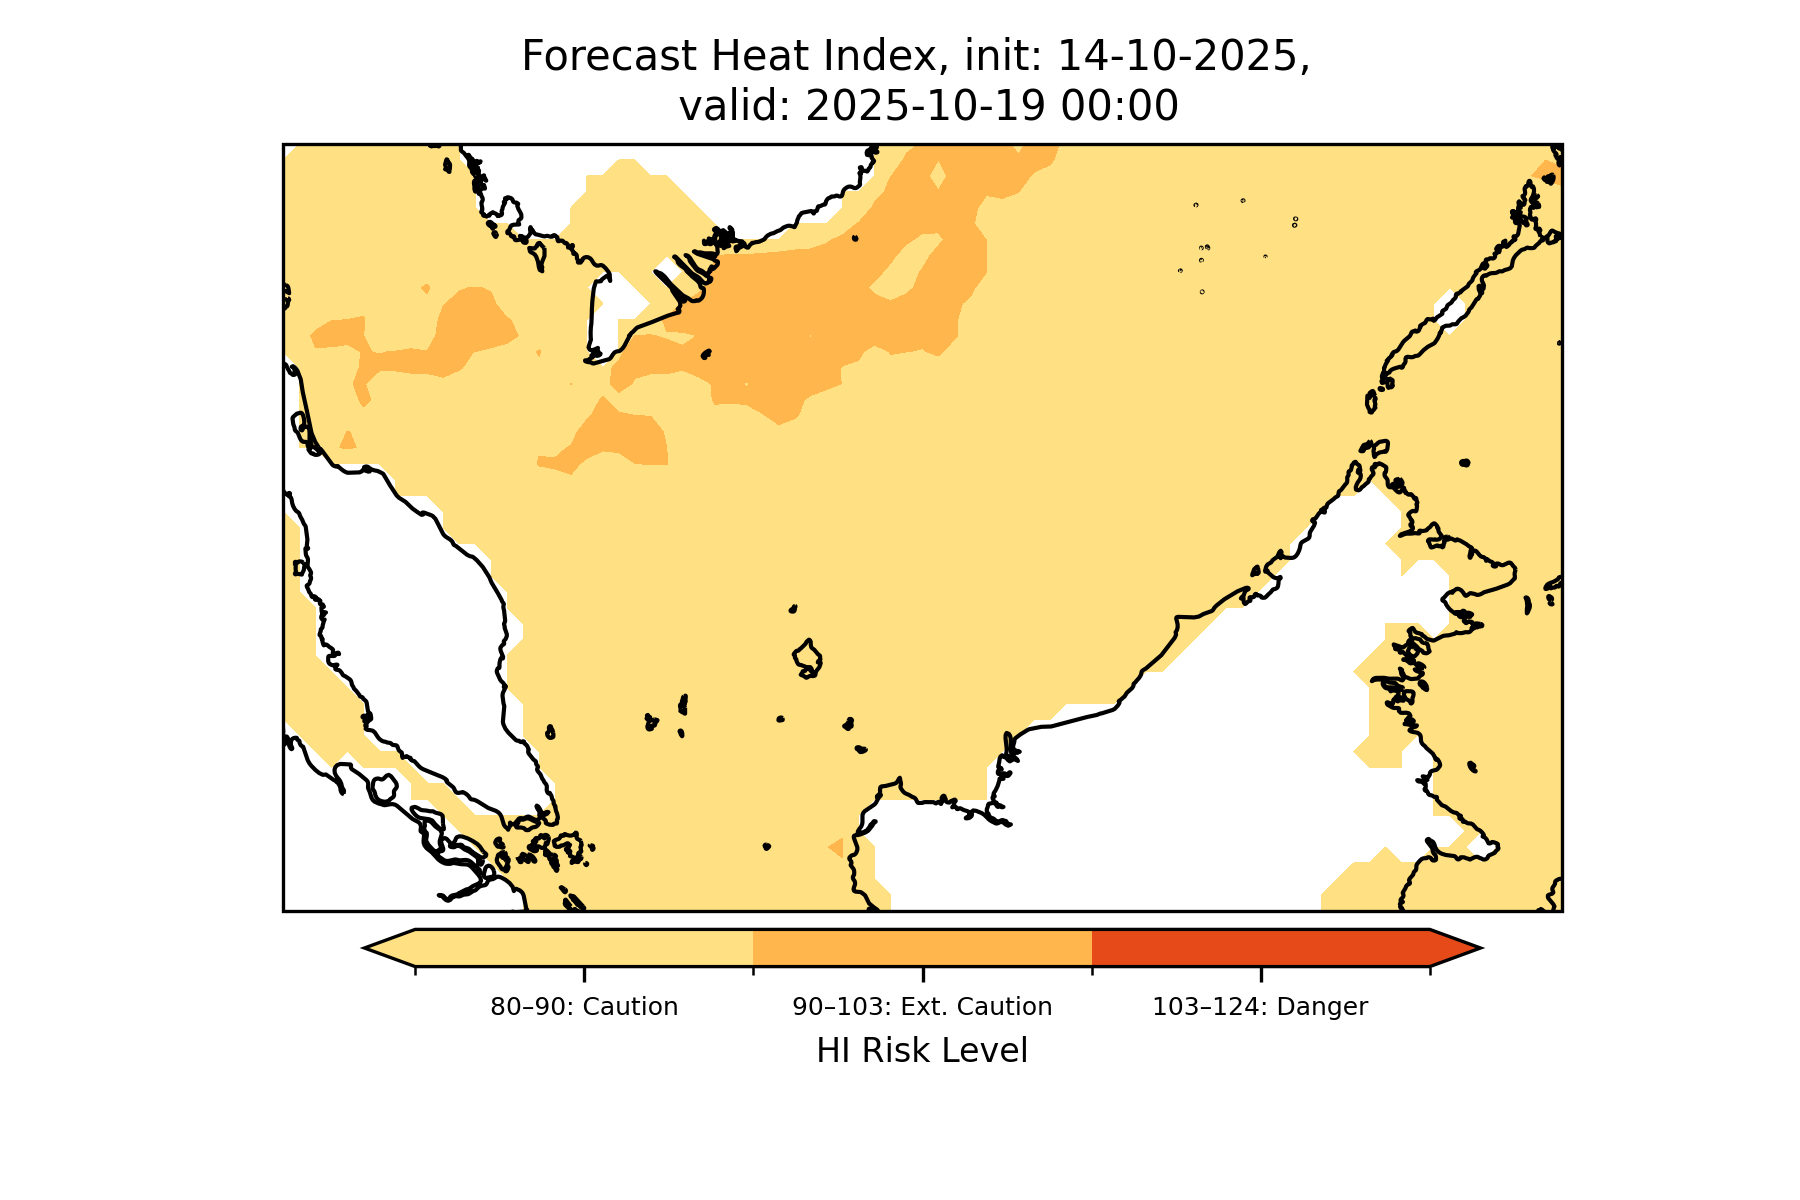 Forecast Heat Index, init: 14-10-2025,
valid: 2025-10-19 00:00
80–90: Caution
90–103: Ext. Caution
103–124: Danger
HI Risk Level